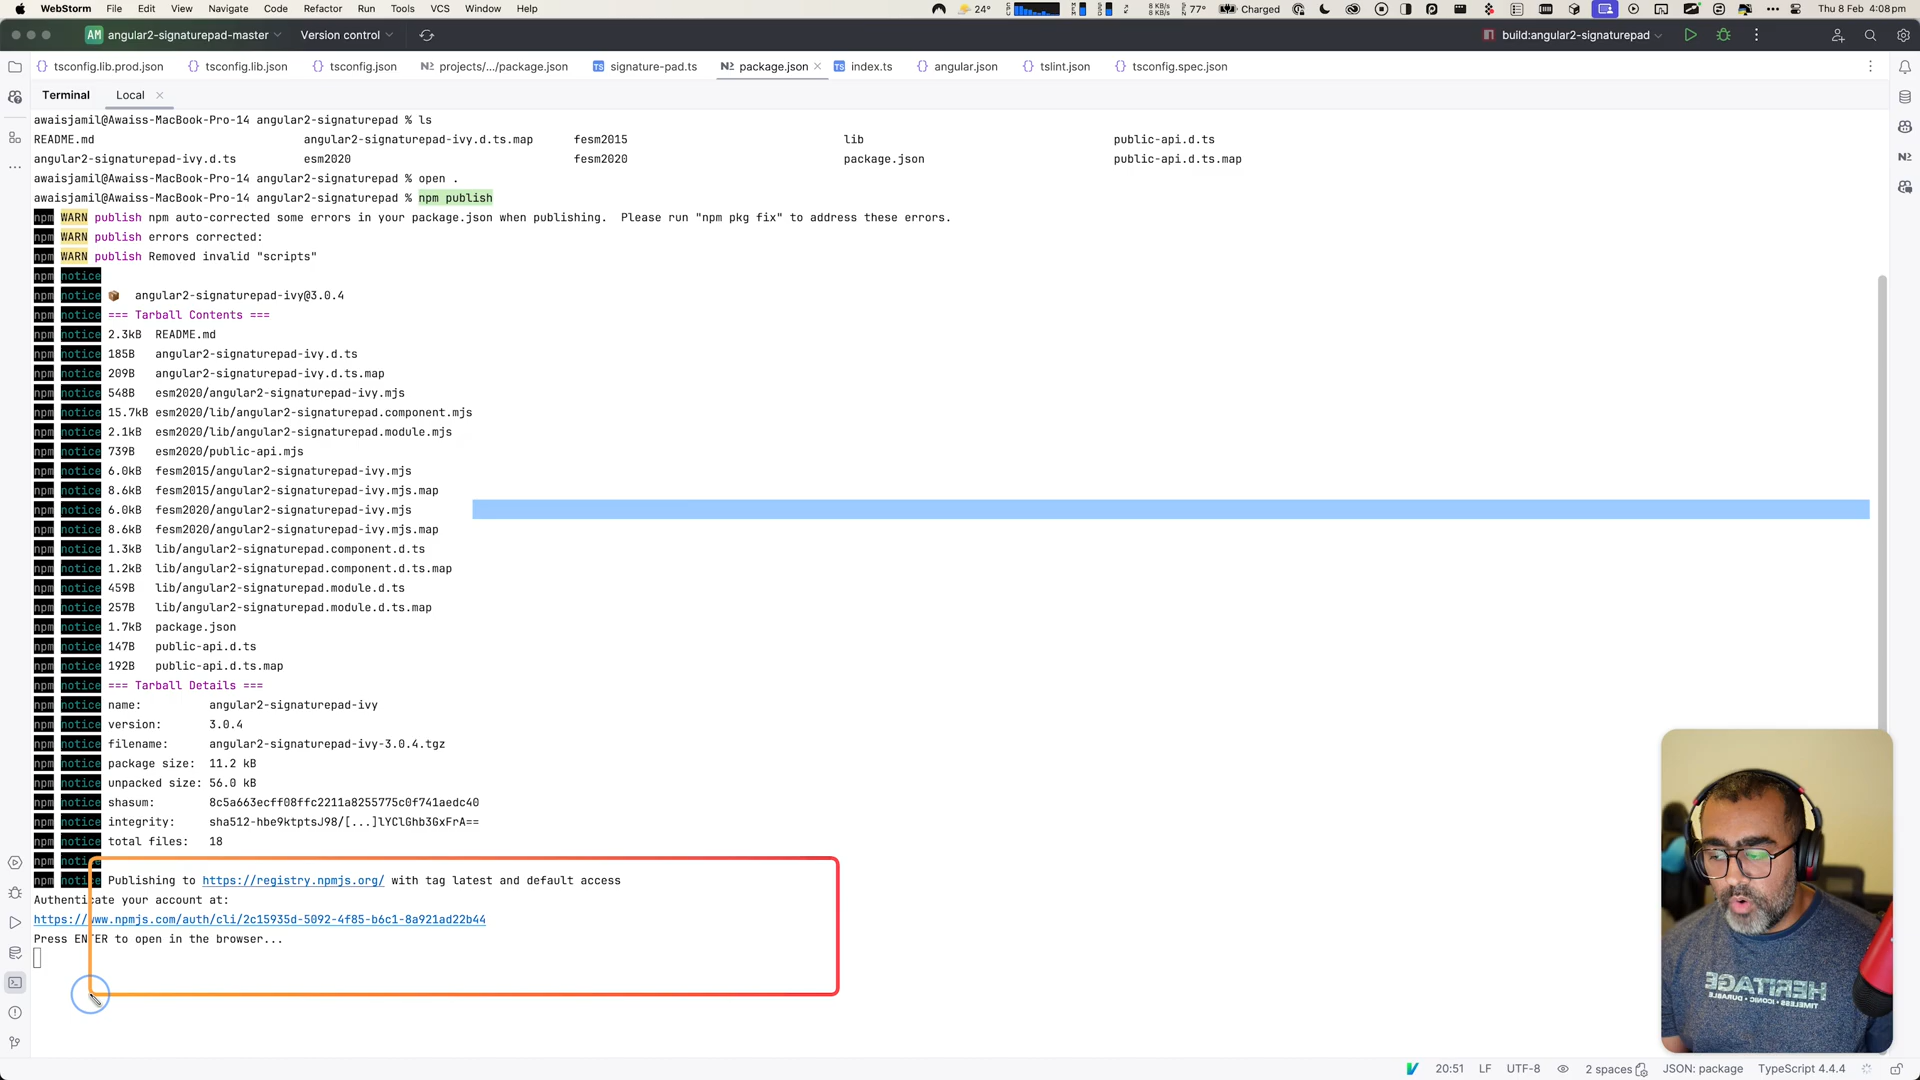 WebStorm File Edit View Navigate Code Refactor Run Tools VCS Window Help 24° 8 KB/s 8 KB/s 77° Charged Thu 8 Feb 4:08pm
AM angular2-signaturepad-master Version control build:angular2-signaturepad
tsconfig.lib.prod.json tsconfig.lib.json tsconfig.json projects/.../package.json signature-pad.ts package.json index.ts angular.json tslint.json tsconfig.spec.json
Terminal Local
awaisjamil@Awaiss-MacBook-Pro-14 angular2-signaturepad % ls
README.md angular2-signaturepad-ivy.d.ts.map fesm2015 lib public-api.d.ts
angular2-signaturepad-ivy.d.ts esm2020 fesm2020 package.json public-api.d.ts.map
awaisjamil@Awaiss-MacBook-Pro-14 angular2-signaturepad % open .
awaisjamil@Awaiss-MacBook-Pro-14 angular2-signaturepad % npm publish
npm WARN publish npm auto-corrected some errors in your package.json when publishing.  Please run "npm pkg fix" to address these errors.
npm WARN publish errors corrected:
npm WARN publish Removed invalid "scripts"
npm notice
npm notice 📦 angular2-signaturepad-ivy@3.0.4
npm notice === Tarball Contents ===
npm notice 2.3kB README.md
npm notice 185B angular2-signaturepad-ivy.d.ts
npm notice 209B angular2-signaturepad-ivy.d.ts.map
npm notice 548B esm2020/angular2-signaturepad-ivy.mjs
npm notice 15.7kB esm2020/lib/angular2-signaturepad.component.mjs
npm notice 2.1kB esm2020/lib/angular2-signaturepad.module.mjs
npm notice 739B esm2020/public-api.mjs
npm notice 6.0kB fesm2015/angular2-signaturepad-ivy.mjs
npm notice 8.6kB fesm2015/angular2-signaturepad-ivy.mjs.map
npm notice 6.0kB fesm2020/angular2-signaturepad-ivy.mjs
npm notice 8.6kB fesm2020/angular2-signaturepad-ivy.mjs.map
npm notice 1.3kB lib/angular2-signaturepad.component.d.ts
npm notice 1.2kB lib/angular2-signaturepad.component.d.ts.map
npm notice 459B lib/angular2-signaturepad.module.d.ts
npm notice 257B lib/angular2-signaturepad.module.d.ts.map
npm notice 1.7kB package.json
npm notice 147B public-api.d.ts
npm notice 192B public-api.d.ts.map
npm notice === Tarball Details ===
npm notice name: angular2-signaturepad-ivy
npm notice version: 3.0.4
npm notice filename: angular2-signaturepad-ivy-3.0.4.tgz
npm notice package size: 11.2 kB
npm notice unpacked size: 56.0 kB
npm notice shasum: 8c5a663ecff08ffc2211a8255775c0f741aedc40
npm notice integrity: sha512-hbe9ktptsJ98/[...]lYClGhb3GxFrA==
npm notice total files: 18
npm notice
npm notice Publishing to https://registry.npmjs.org/ with tag latest and default access
Authenticate your account at:
https://www.npmjs.com/auth/cli/2c15935d-5092-4f85-b6c1-8a921ad22b44
Press ENTER to open in the browser...
HERITAGE
TIMELESS • ICONIC • DURABLE
20:51 LF UTF-8 2 spaces JSON: package TypeScript 4.4.4